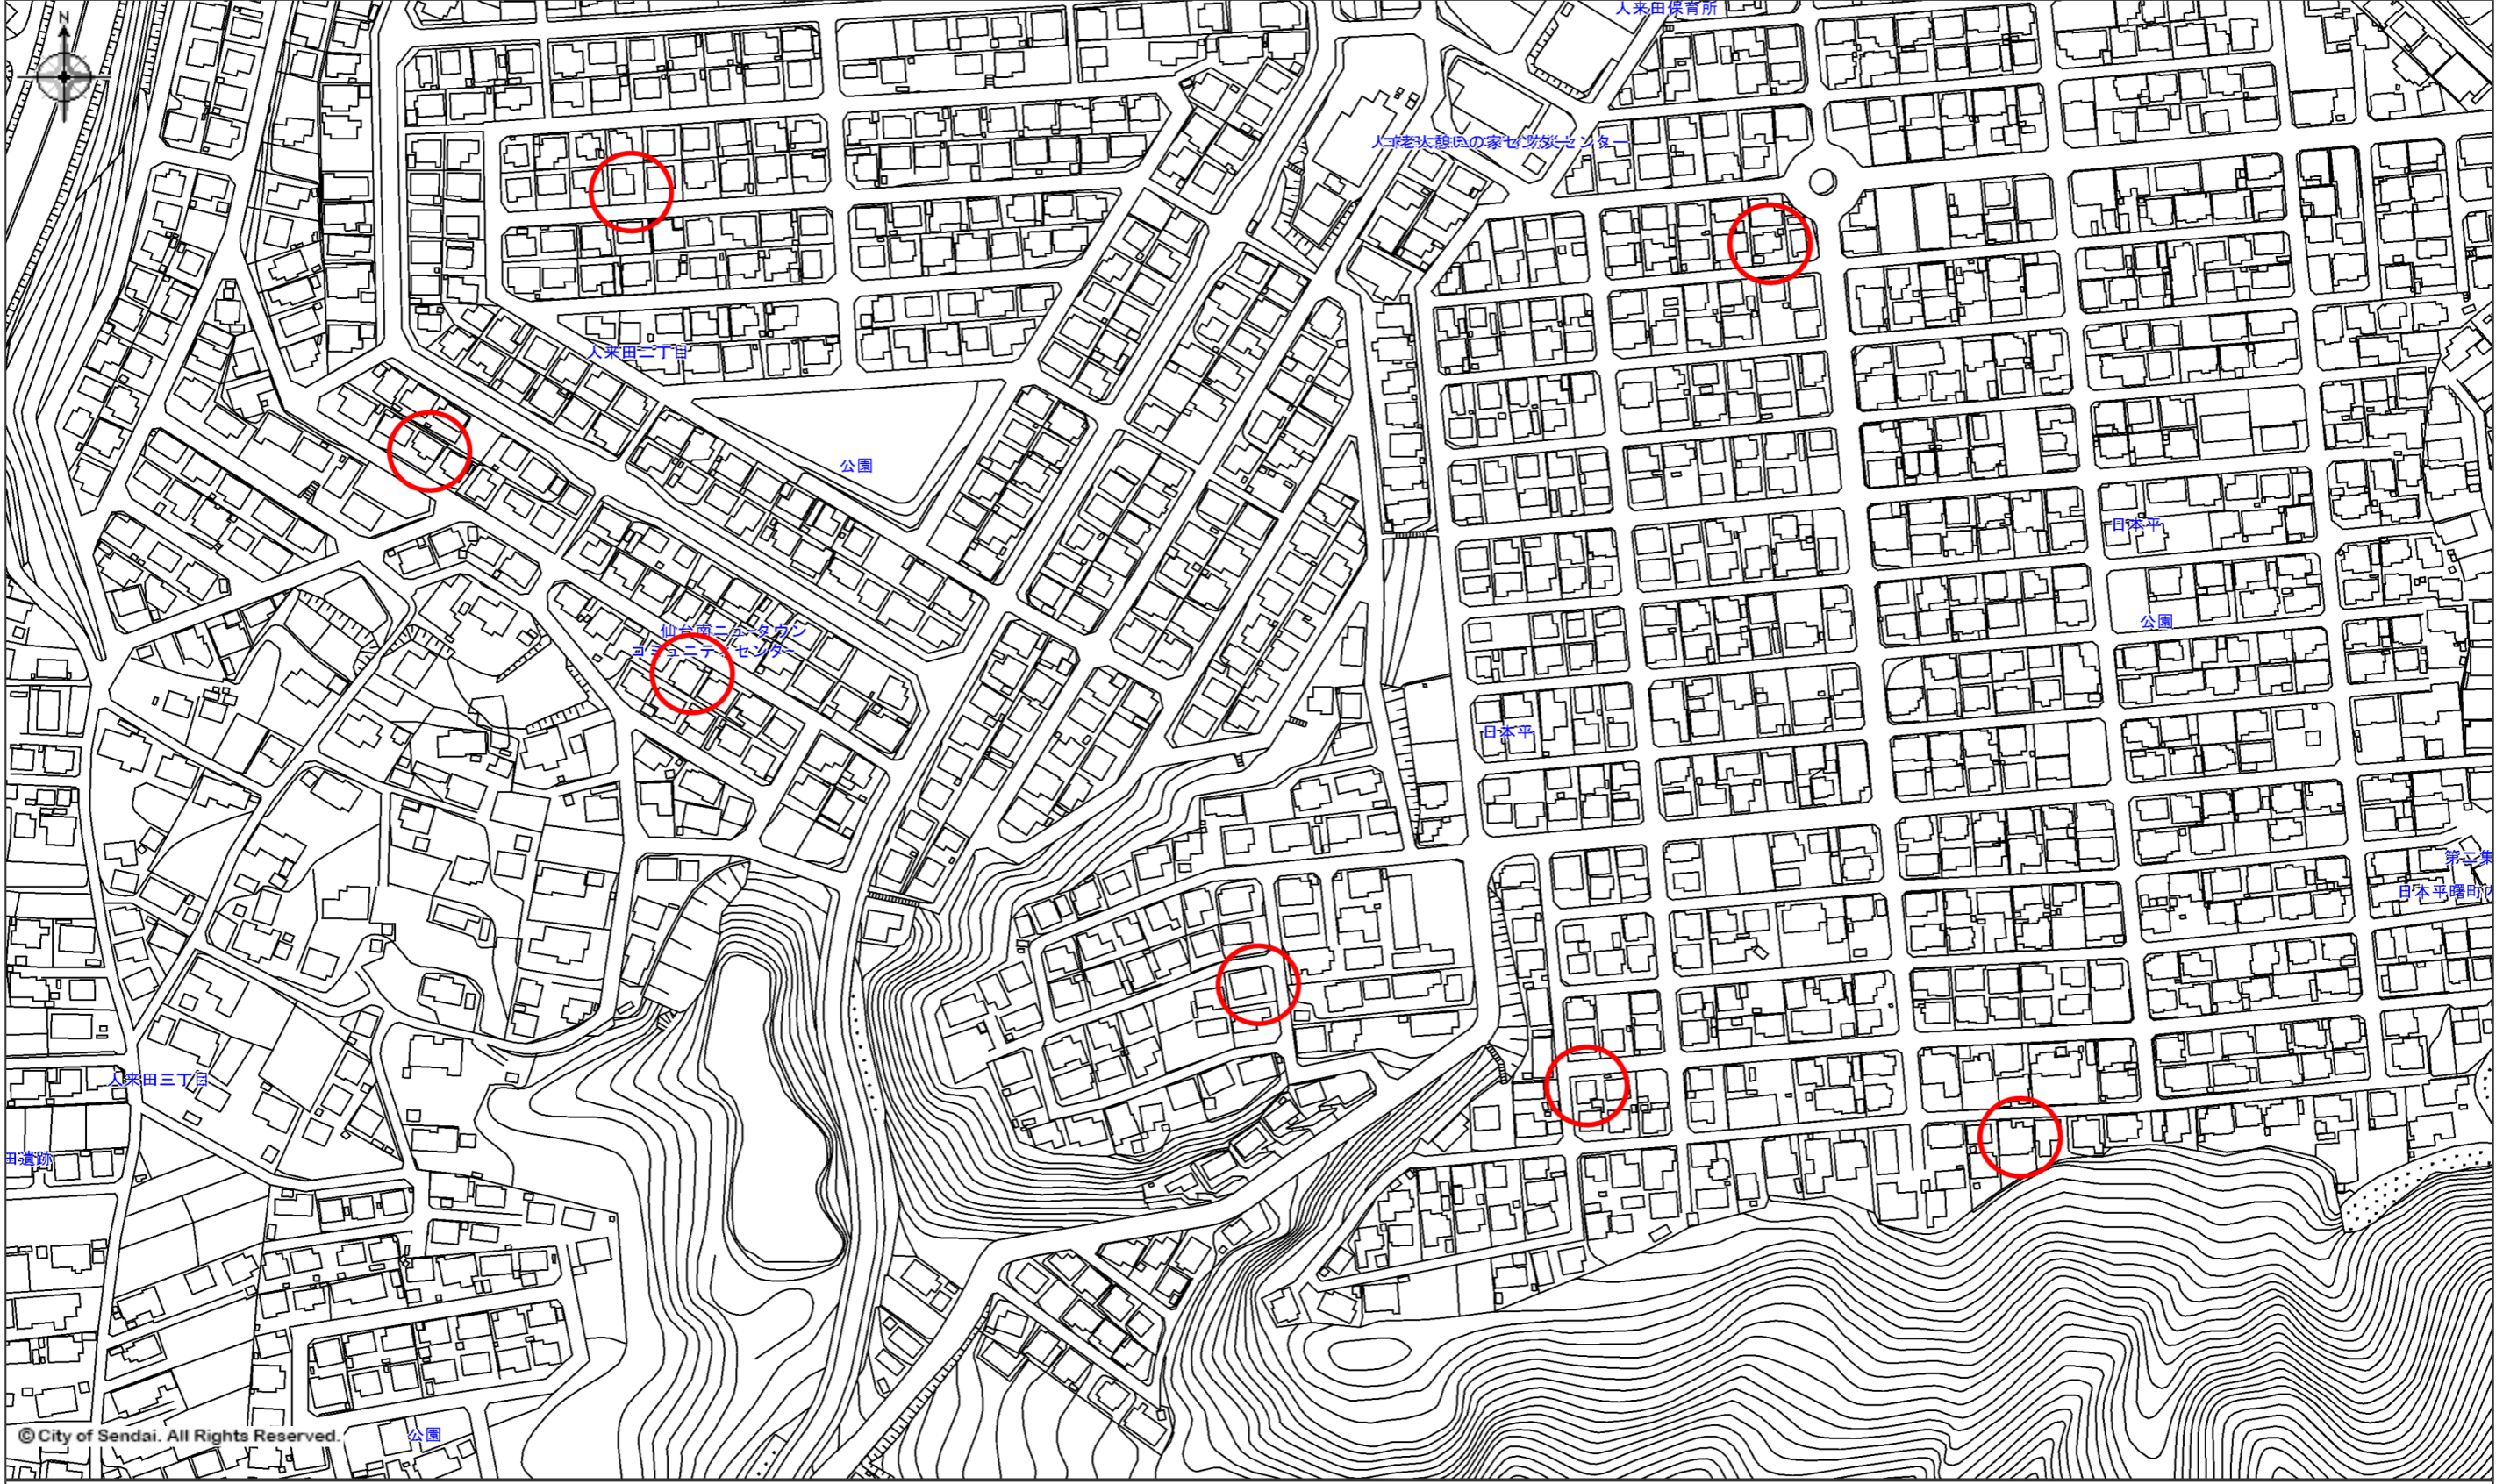 N
人来田保育所
人来田二丁目
公園
日本平
公園
仙台南ニュータウン
コミュニティセンター
日本平
第二集
日本平曙町内
人来田三丁目
田遺跡
公園
©City of Sendai. All Rights Reserved.